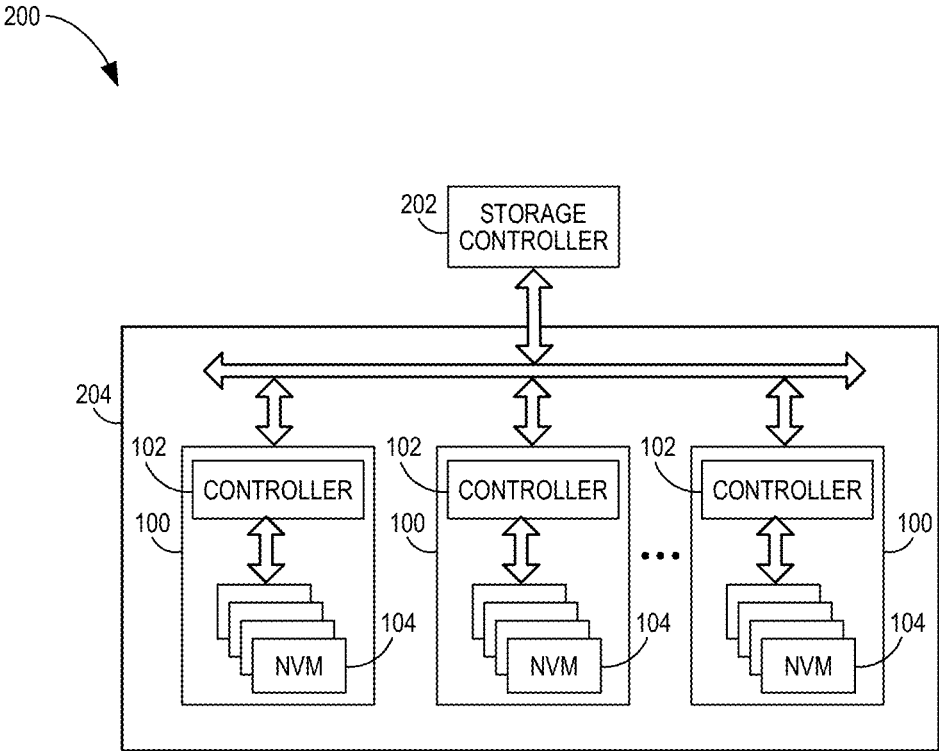 200
202
STORAGE
CONTROLLER
204
102
CONTROLLER
102
CONTROLLER
102
CONTROLLER
100
100
•••
100
104
NVM
104
NVM
104
NVM